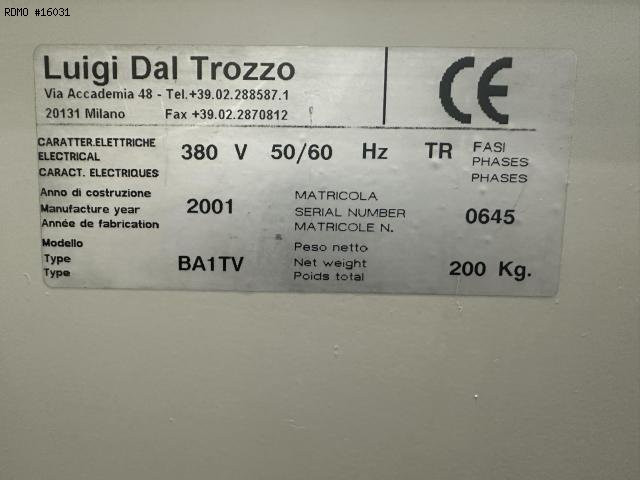 RDMO #16031
Luigi Dal Trozzo
Via Accademia 48 - Tel.+39.02.288587.1
20131 Milano Fax +39.02.2870812
CE
CARATTER.ELETTRICHE
ELECTRICAL
CARACT. ELECTRIQUES
380 V 50/60 Hz TR
FASI
PHASES
PHASES
Anno di costruzione
Manufacture year
Année de fabrication
2001
MATRICOLA
SERIAL NUMBER
MATRICOLE N.
0645
Modello
Type
Type
BA1TV
Peso netto
Net weight
Poids total
200 Kg.